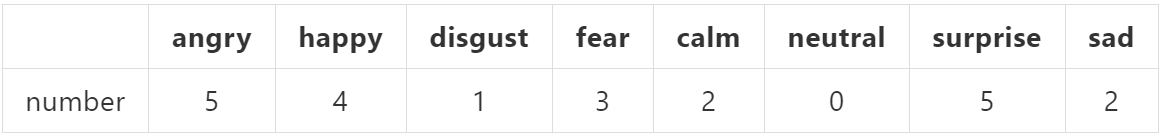 angry happy disgust fear calm neutral surprise sad
number 5 4 1 3 2 0 5 2